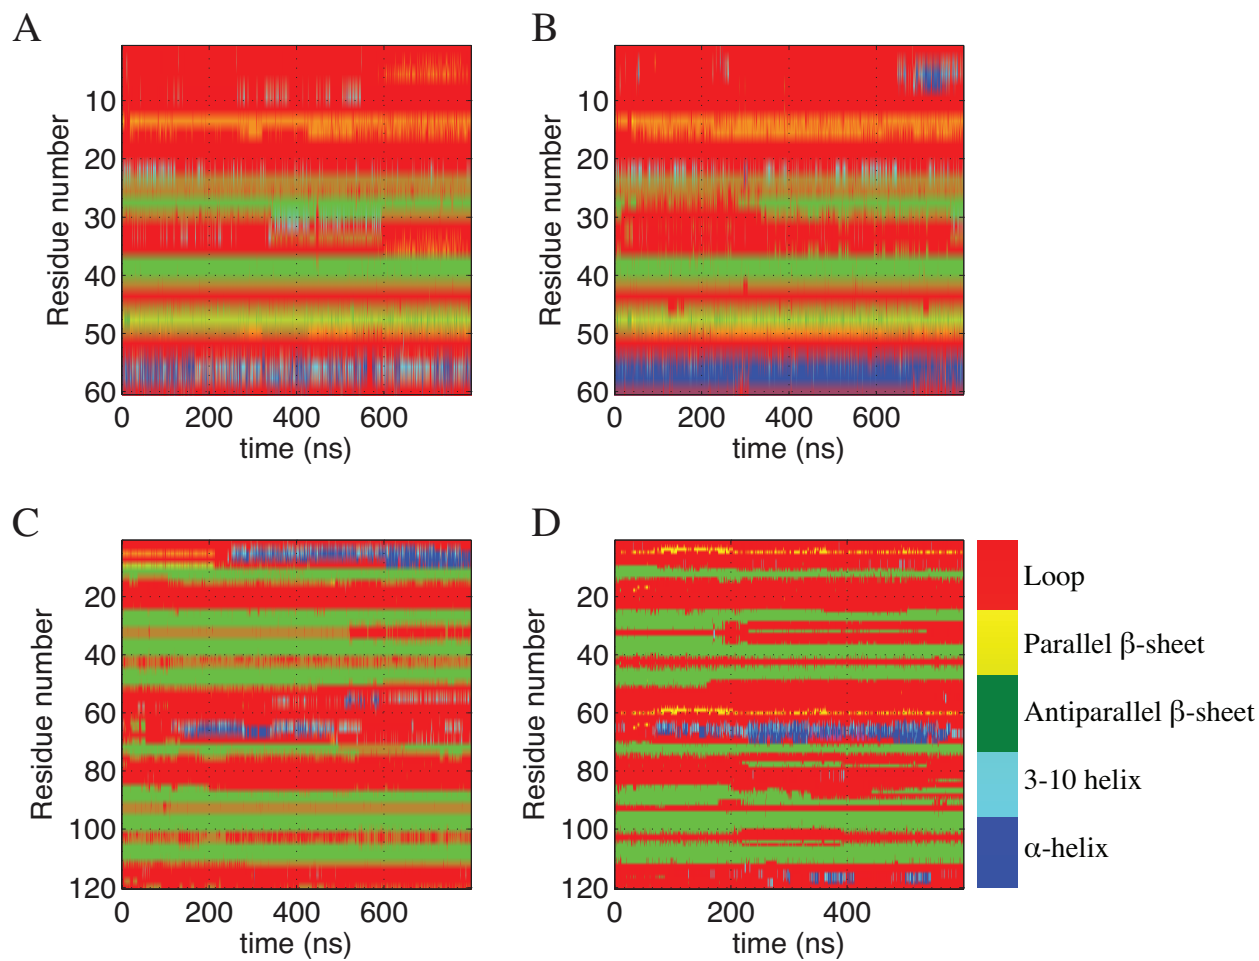 A
B
10
20
30
40
50
60
Residue number
0
200
400
600
time (ns)
10
20
30
40
50
60
Residue number
0
200
400
600
time (ns)
C
D
20
40
60
80
100
120
Residue number
0
200
400
600
time (ns)
20
40
60
80
100
120
Residue number
0
200
400
time (ns)
Loop
Parallel β-sheet
Antiparallel β-sheet
3-10 helix
α-helix